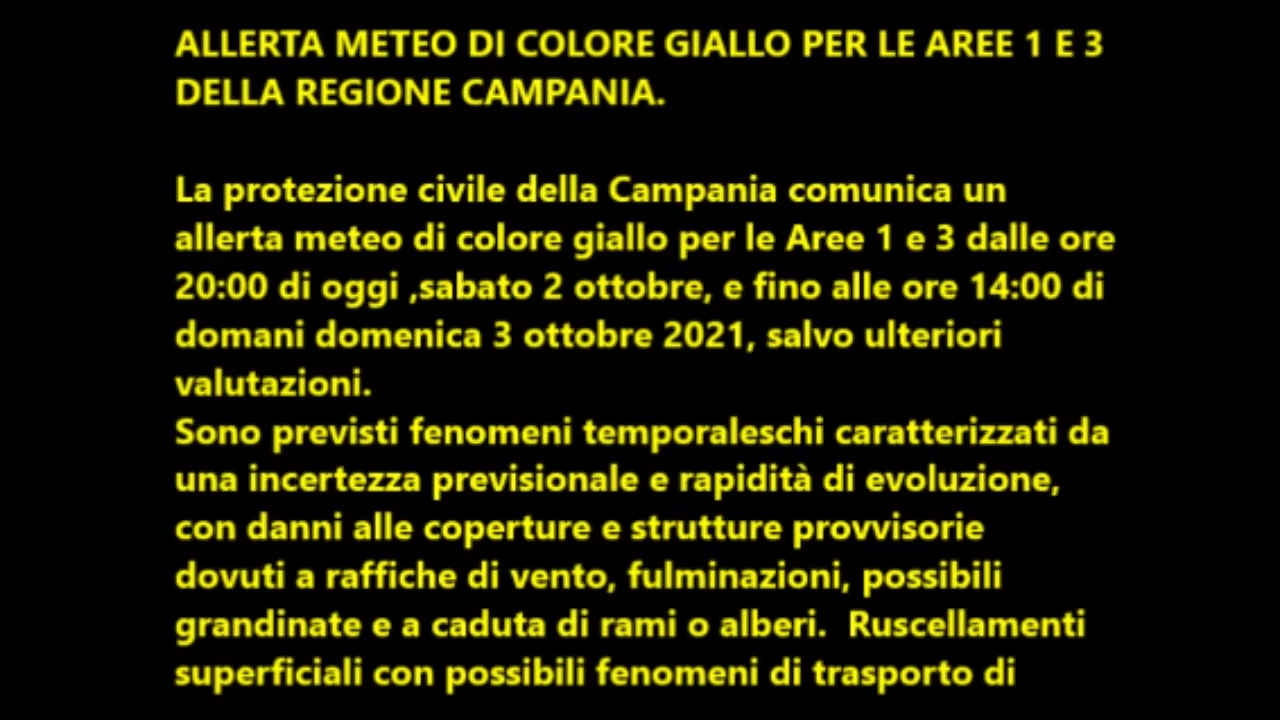 ALLERTA METEO DI COLORE GIALLO PER LE AREE 1 E 3
DELLA REGIONE CAMPANIA.
La protezione civile della Campania comunica un
allerta meteo di colore giallo per le Aree 1 e 3 dalle ore
20:00 di oggi ,sabato 2 ottobre, e fino alle ore 14:00 di
domani domenica 3 ottobre 2021, salvo ulteriori
valutazioni.
Sono previsti fenomeni temporaleschi caratterizzati da
una incertezza previsionale e rapidità di evoluzione,
con danni alle coperture e strutture provvisorie
dovuti a raffiche di vento, fulminazioni, possibili
grandinate e a caduta di rami o alberi.  Ruscellamenti
superficiali con possibili fenomeni di trasporto di